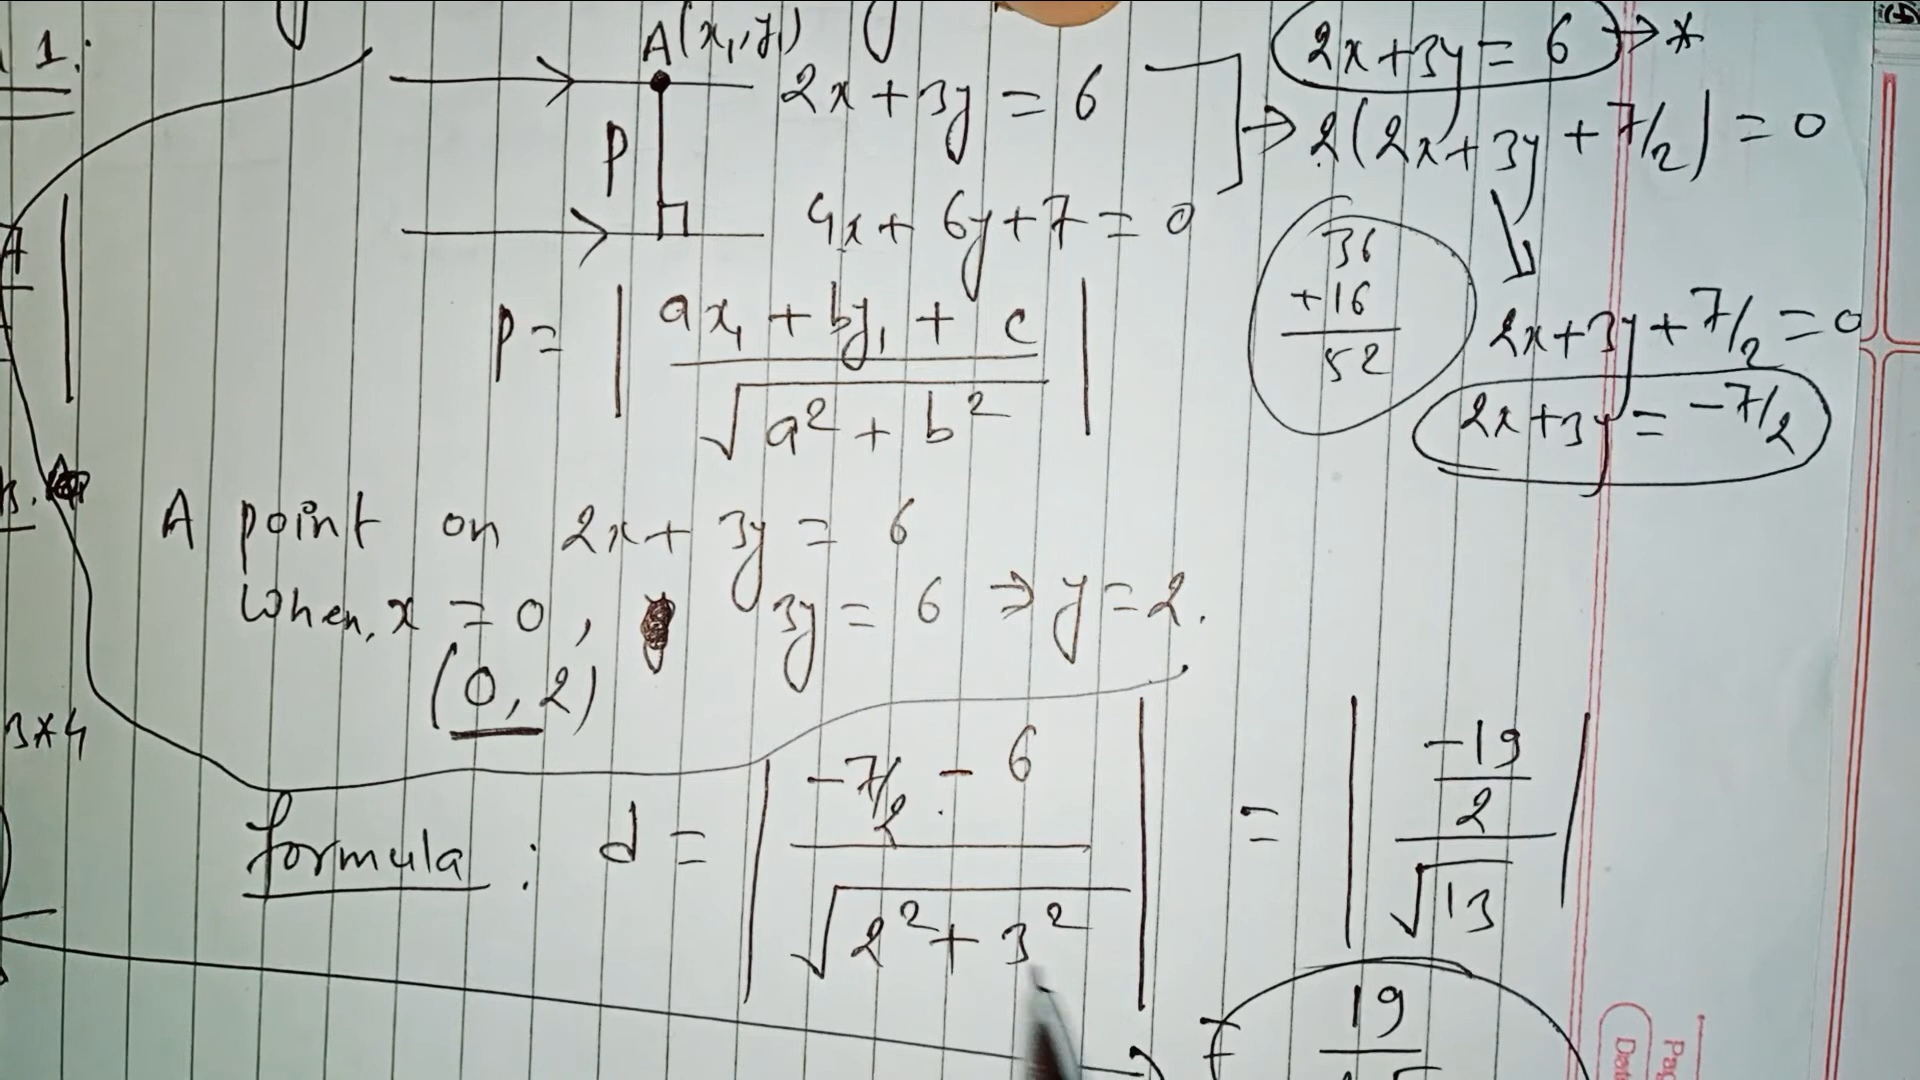 1.
A(x₁, y₁)
2x + 3y = 6
P
4x + 6y + 7 = 0
2x + 3y = 6 → *
→ 2(2x + 3y + 7/2) = 0
36
+16
52
2x + 3y + 7/2 = 0
2x + 3y = -7/2
P = | ax₁ + by₁ + c / √a² + b² |
A point on 2x + 3y = 6
when, x = 0, 3y = 6 ⇒ y = 2.
(0, 2)
3*4
formula : d = | -7/2 - 6 / √2² + 3² | = | -19/2 / √13 |
= 19